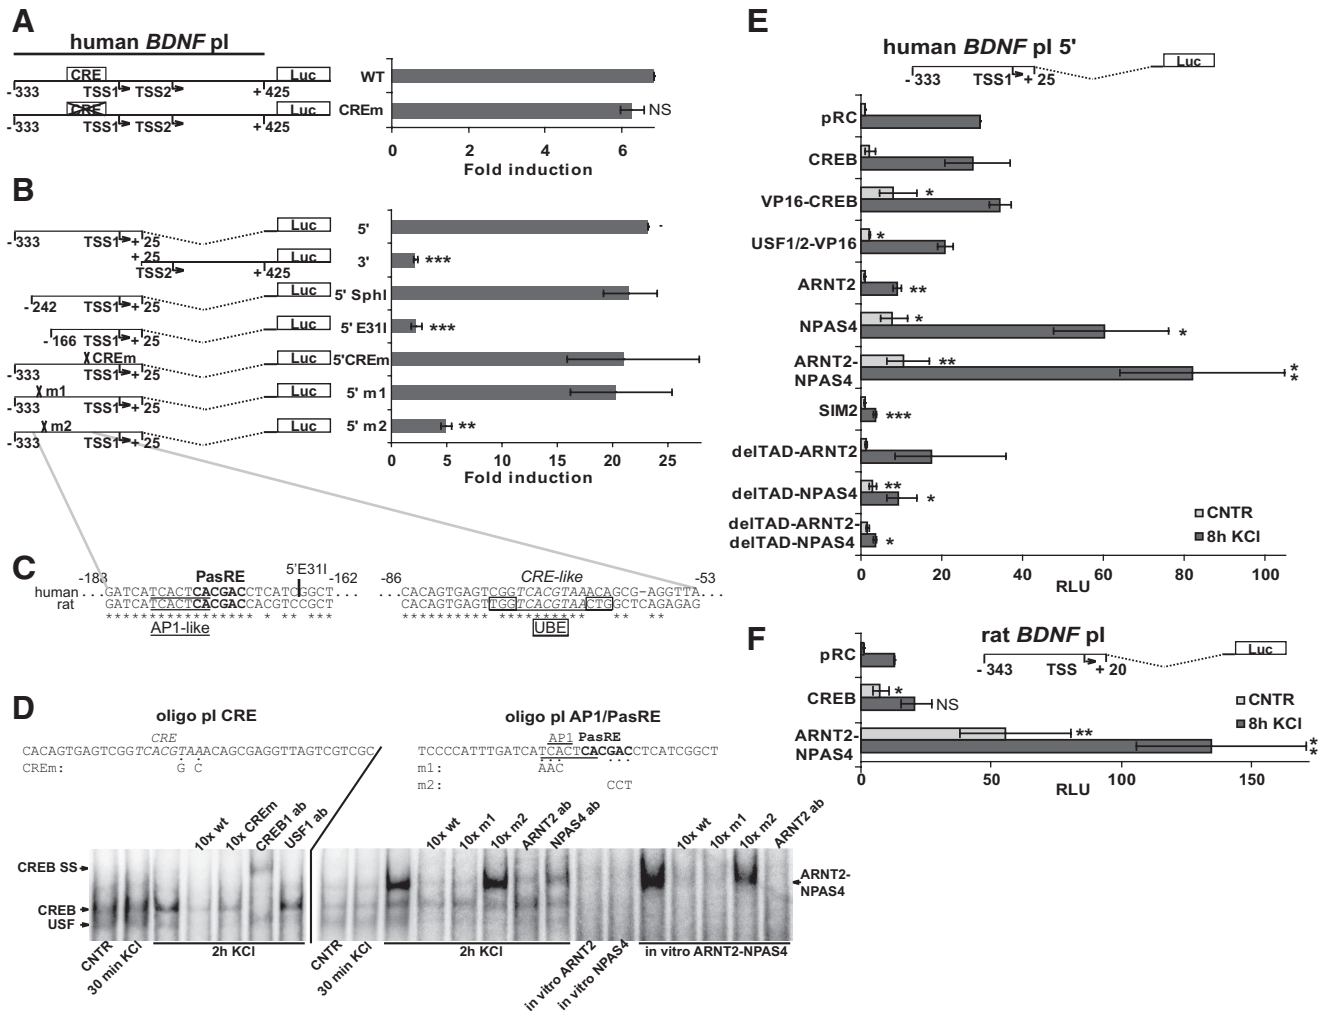 A
human BDNF pI
CRE
Luc
-333
TSS1
TSS2
+425
CRE
Luc
-333
TSS1
TSS2
+425
WT
CREm
NS
0 2 4 6
Fold induction
B
Luc
-333 TSS1 +25
5'
-
+25
Luc
TSS2 +425
3'
***
Luc
-242 TSS1 +25
5' SphI
Luc
-166 TSS1 +25
5' E31I
***
X CREm
Luc
-333 TSS1 +25
5'CREm
X m1
Luc
-333 TSS1 +25
5' m1
X m2
Luc
-333 TSS1 +25
5' m2
**
0 5 10 15 20 25
Fold induction
C
-183 PasRE 5'E31I -162 -86 CRE-like -53
human ...GATCATCACTCACGACCTCATCGGCT... ...CACAGTGAGTCGGTCACGTAAACAGCG-AGGTTA...
rat GATCATCACTCACGACCACGTCCGCT CACAGTGAGTTGGTCACGTAACTGGCTCAGAGAG
AP1-like
UBE
D
oligo pI CRE
CRE
CACAGTGAGTCGGTCACGTAAACAGCGAGGTTAGTCGTCGC
CREm: G C
oligo pI AP1/PasRE
AP1 PasRE
TCCCCATTTGATCATCACTCACGACCTCATCGGCT
m1: AAC
m2: CCT
10x wt
10x CREm
CREB1 ab
USF1 ab
10x wt
10x m1
10x m2
ARNT2 ab
NPAS4 ab
10x wt
10x m1
10x m2
ARNT2 ab
CREB SS
CREB
USF
ARNT2-
NPAS4
CNTR
30 min KCl
2h KCl
CNTR
30 min KCl
2h KCl
in vitro ARNT2
in vitro NPAS4
in vitro ARNT2-NPAS4
E
human BDNF pI 5'
Luc
-333 TSS1 +25
pRC
CREB
VP16-CREB
*
USF1/2-VP16
*
ARNT2
**
NPAS4
*
*
ARNT2-
NPAS4
**
*
*
SIM2
***
delTAD-ARNT2
delTAD-NPAS4
**
*
delTAD-ARNT2-
delTAD-NPAS4
*
CNTR
8h KCl
0 20 40 60 80 100
RLU
F
rat BDNF pI
Luc
-343 TSS +20
pRC
CREB
*
NS
ARNT2-
NPAS4
**
*
*
CNTR
8h KCl
0 50 100 150
RLU